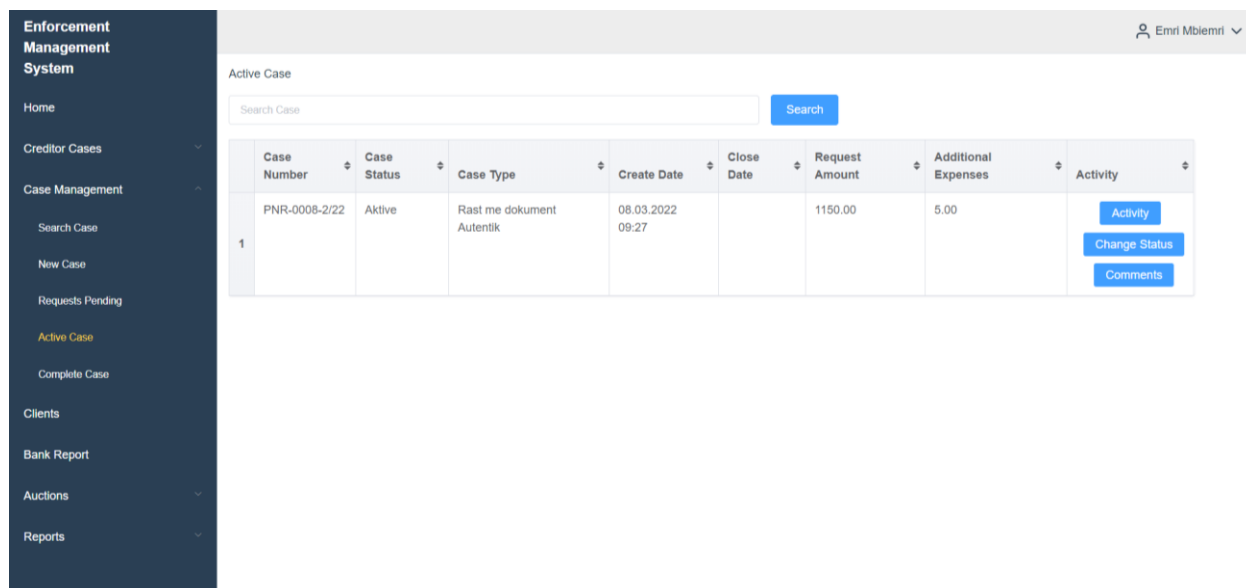 Enforcement
Management
System
Home
Creditor Cases
Case Management
Search Case
New Case
Requests Pending
Active Case
Complete Case
Clients
Bank Report
Auctions
Reports
Emri Mbiemri
Active Case
Search Case
Search
Case Number
Case Status
Case Type
Create Date
Close Date
Request Amount
Additional Expenses
Activity
1
PNR-0008-2/22
Aktive
Rast me dokument
Autentik
08.03.2022
09:27
1150.00
5.00
Activity
Change Status
Comments